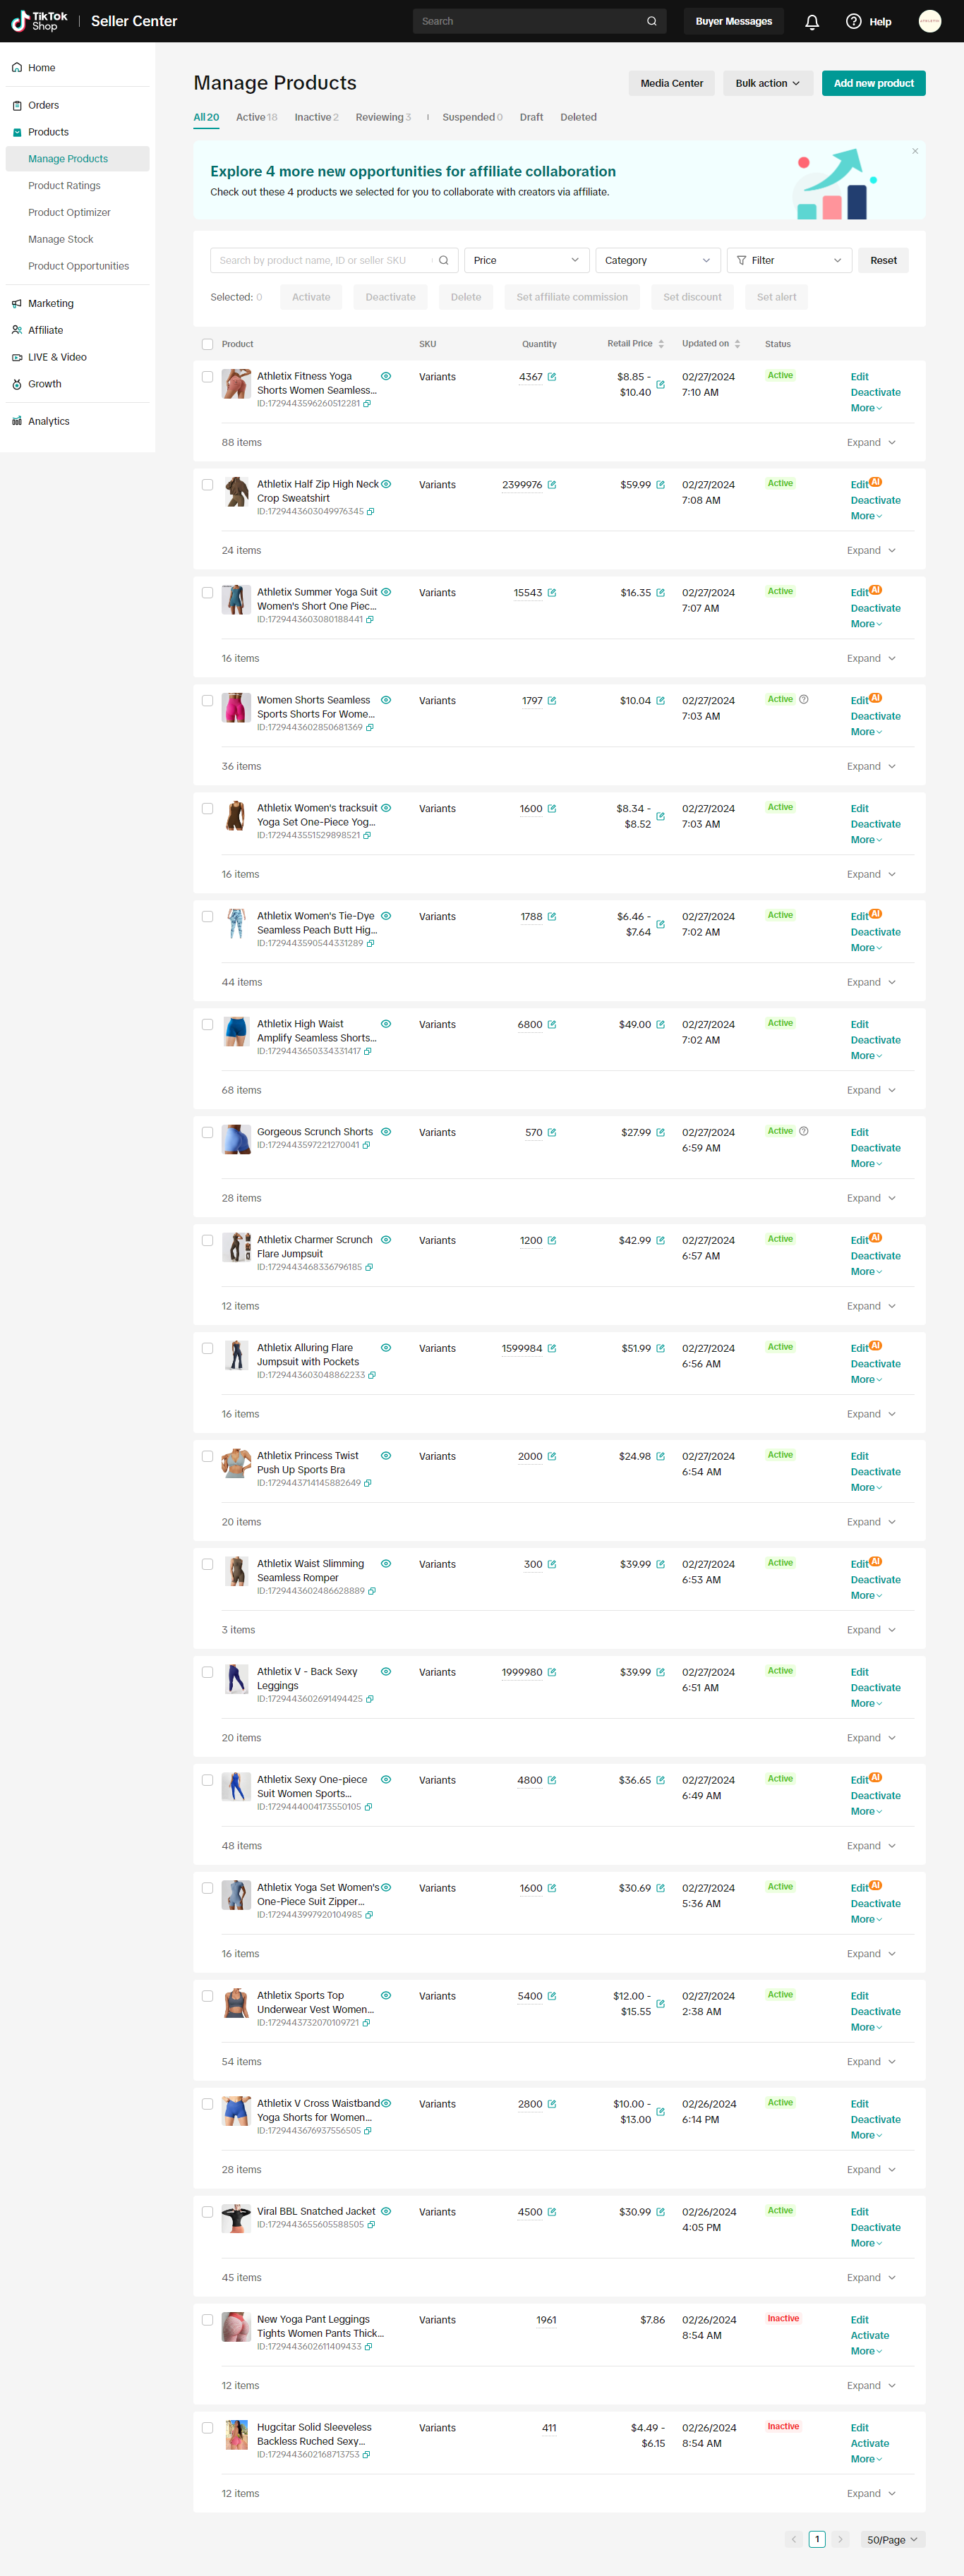 TikTok Shop | Seller Center
Search
Buyer Messages
Help
ATHLETIX
Home
Orders
Products
Manage Products
Product Ratings
Product Optimizer
Manage Stock
Product Opportunities
Marketing
Affiliate
LIVE & Video
Growth
Analytics
Manage Products
Media Center
Bulk action
Add new product
All 20 Active 18 Inactive 2 Reviewing 3 | Suspended 0 Draft Deleted
Explore 4 more new opportunities for affiliate collaboration
Check out these 4 products we selected for you to collaborate with creators via affiliate.
Search by product name, ID or seller SKU
Price
Category
Filter
Reset
Selected: 0 Activate Deactivate Delete Set affiliate commission Set discount Set alert
Product SKU Quantity Retail Price Updated on Status
Athletix Fitness Yoga Variants 4367 $8.85 - 02/27/2024 Active Edit
Shorts Women Seamless... $10.40 7:10 AM Deactivate
ID:1729443596260512281 More
88 items Expand
Athletix Half Zip High Neck Variants 2399976 $59.99 02/27/2024 Active Edit AI
Crop Sweatshirt 7:08 AM Deactivate
ID:1729443603049976345 More
24 items Expand
Athletix Summer Yoga Suit Variants 15543 $16.35 02/27/2024 Active Edit AI
Women's Short One Piec... 7:07 AM Deactivate
ID:1729443603080188441 More
16 items Expand
Women Shorts Seamless Variants 1797 $10.04 02/27/2024 Active Edit AI
Sports Shorts For Wome... 7:03 AM Deactivate
ID:1729443602850681369 More
36 items Expand
Athletix Women's tracksuit Variants 1600 $8.34 - 02/27/2024 Active Edit
Yoga Set One-Piece Yog... $8.52 7:03 AM Deactivate
ID:1729443551529898521 More
16 items Expand
Athletix Women's Tie-Dye Variants 1788 $6.46 - 02/27/2024 Active Edit AI
Seamless Peach Butt Hig... $7.64 7:02 AM Deactivate
ID:1729443590544331289 More
44 items Expand
Athletix High Waist Variants 6800 $49.00 02/27/2024 Active Edit
Amplify Seamless Shorts... 7:02 AM Deactivate
ID:1729443650334331417 More
68 items Expand
Gorgeous Scrunch Shorts Variants 570 $27.99 02/27/2024 Active Edit
ID:1729443597221270041 6:59 AM Deactivate
More
28 items Expand
Athletix Charmer Scrunch Variants 1200 $42.99 02/27/2024 Active Edit AI
Flare Jumpsuit 6:57 AM Deactivate
ID:1729443468336796185 More
12 items Expand
Athletix Alluring Flare Variants 1599984 $51.99 02/27/2024 Active Edit AI
Jumpsuit with Pockets 6:56 AM Deactivate
ID:1729443603048862233 More
16 items Expand
Athletix Princess Twist Variants 2000 $24.98 02/27/2024 Active Edit
Push Up Sports Bra 6:54 AM Deactivate
ID:1729443714145882649 More
20 items Expand
Athletix Waist Slimming Variants 300 $39.99 02/27/2024 Active Edit AI
Seamless Romper 6:53 AM Deactivate
ID:1729443602486628889 More
3 items Expand
Athletix V - Back Sexy Variants 1999980 $39.99 02/27/2024 Active Edit
Leggings 6:51 AM Deactivate
ID:1729443602691494425 More
20 items Expand
Athletix Sexy One-piece Variants 4800 $36.65 02/27/2024 Active Edit AI
Suit Women Sports... 6:49 AM Deactivate
ID:1729444004173550105 More
48 items Expand
Athletix Yoga Set Women's Variants 1600 $30.69 02/27/2024 Active Edit AI
One-Piece Suit Zipper... 5:36 AM Deactivate
ID:1729443997920104985 More
16 items Expand
Athletix Sports Top Variants 5400 $12.00 - 02/27/2024 Active Edit
Underwear Vest Women... $15.55 2:38 AM Deactivate
ID:1729443732070109721 More
54 items Expand
Athletix V Cross Waistband Variants 2800 $10.00 - 02/26/2024 Active Edit
Yoga Shorts for Women... $13.00 6:14 PM Deactivate
ID:1729443676937556505 More
28 items Expand
Viral BBL Snatched Jacket Variants 4500 $30.99 02/26/2024 Active Edit
ID:1729443655605588505 4:05 PM Deactivate
More
45 items Expand
New Yoga Pant Leggings Variants 1961 $7.86 02/26/2024 Inactive Edit
Tights Women Pants Thick... 8:54 AM Activate
ID:1729443602611409433 More
12 items Expand
Hugcitar Solid Sleeveless Variants 411 $4.49 - 02/26/2024 Inactive Edit
Backless Ruched Sexy... $6.15 8:54 AM Activate
ID:1729443602168713753 More
12 items Expand
1 50/Page